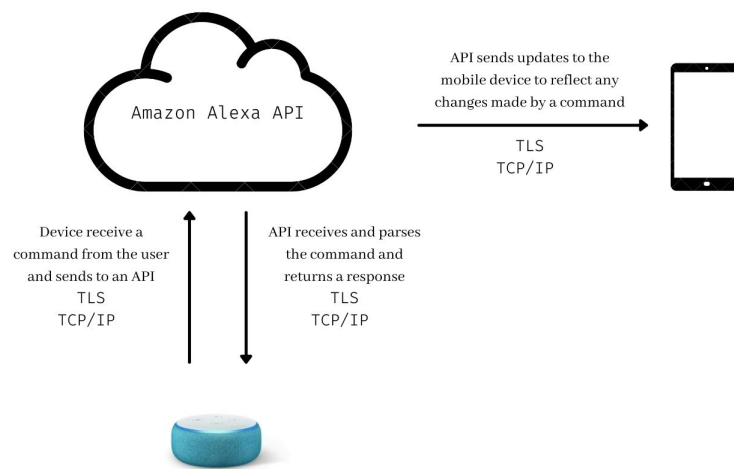 Amazon Alexa API
API sends updates to the
mobile device to reflect any
changes made by a command
TLS
TCP/IP
Device receive a
command from the user
and sends to an API
TLS
TCP/IP
API receives and parses
the command and
returns a response
TLS
TCP/IP